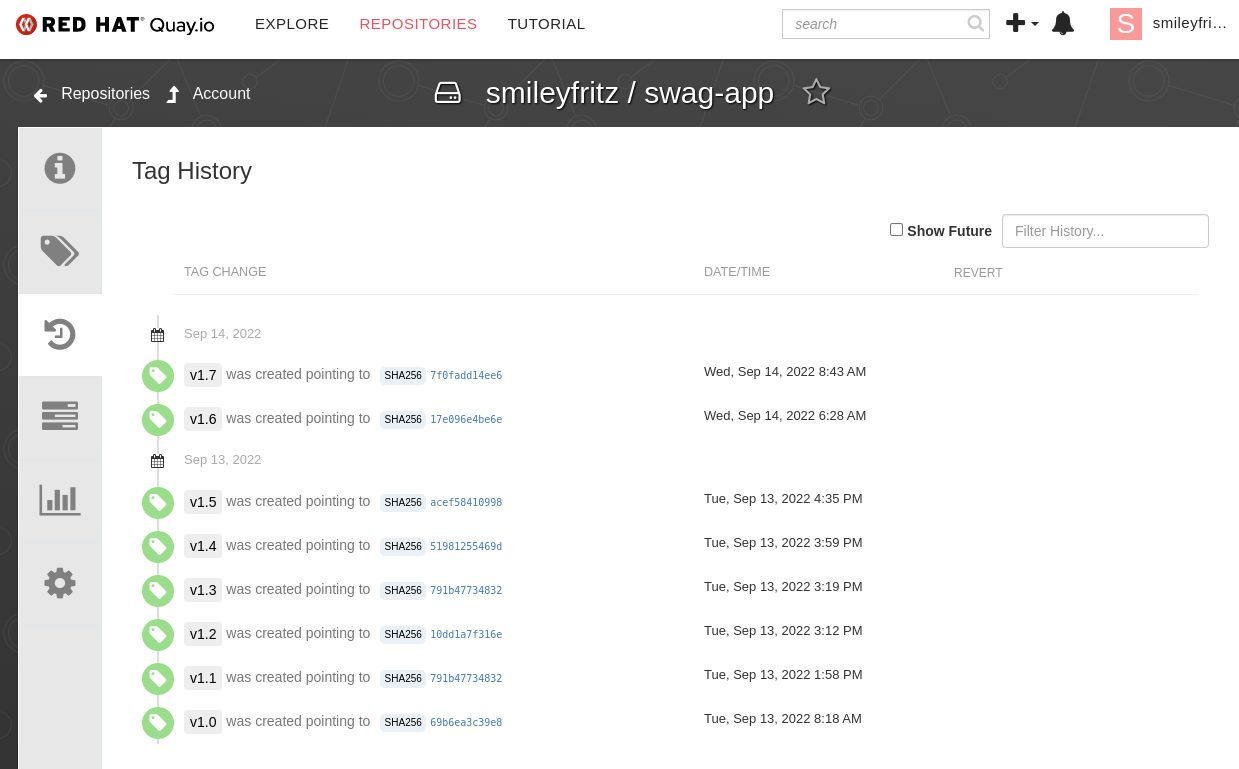 RED HAT® Quay.io EXPLORE REPOSITORIES TUTORIAL search S smileyfri...
Repositories Account smileyfritz / swag-app
Tag History
Show Future Filter History...
TAG CHANGE DATE/TIME REVERT
Sep 14, 2022
v1.7 was created pointing to SHA256 7f0fadd14ee6 Wed, Sep 14, 2022 8:43 AM
v1.6 was created pointing to SHA256 17e096e4be6e Wed, Sep 14, 2022 6:28 AM
Sep 13, 2022
v1.5 was created pointing to SHA256 acef58410998 Tue, Sep 13, 2022 4:35 PM
v1.4 was created pointing to SHA256 51981255469d Tue, Sep 13, 2022 3:59 PM
v1.3 was created pointing to SHA256 791b47734832 Tue, Sep 13, 2022 3:19 PM
v1.2 was created pointing to SHA256 10dd1a7f316e Tue, Sep 13, 2022 3:12 PM
v1.1 was created pointing to SHA256 791b47734832 Tue, Sep 13, 2022 1:58 PM
v1.0 was created pointing to SHA256 69b6ea3c39e8 Tue, Sep 13, 2022 8:18 AM